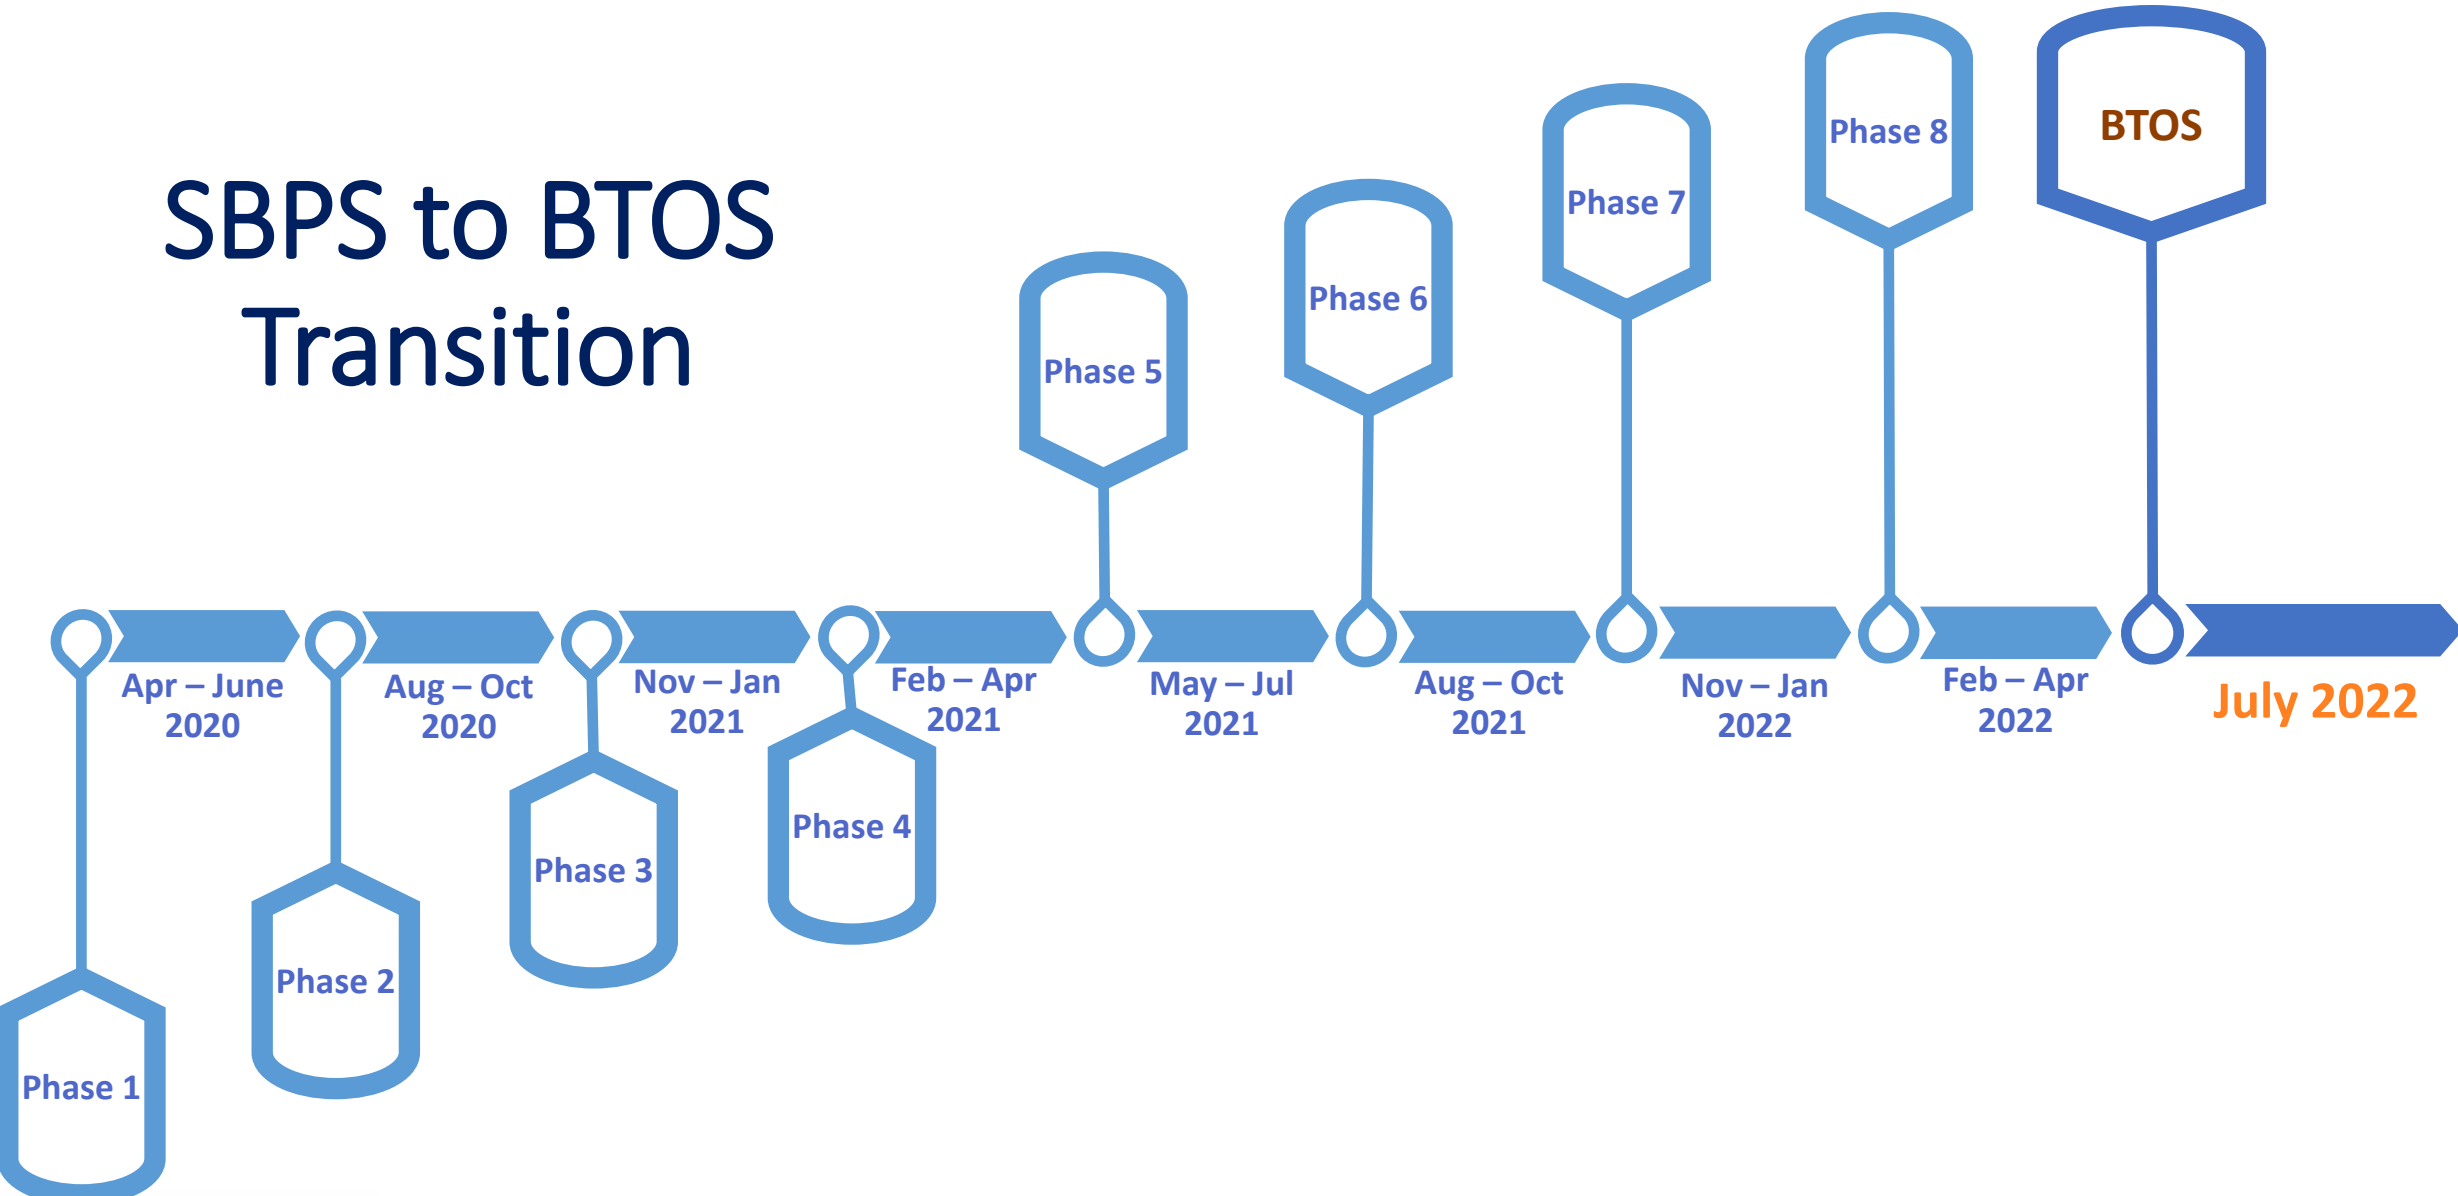 SBPS to BTOS
Transition
Phase 1
Apr – June
2020
Phase 2
Aug – Oct
2020
Phase 3
Nov – Jan
2021
Phase 4
Feb – Apr
2021
Phase 5
May – Jul
2021
Phase 6
Aug – Oct
2021
Phase 7
Nov – Jan
2022
Phase 8
Feb – Apr
2022
BTOS
July 2022